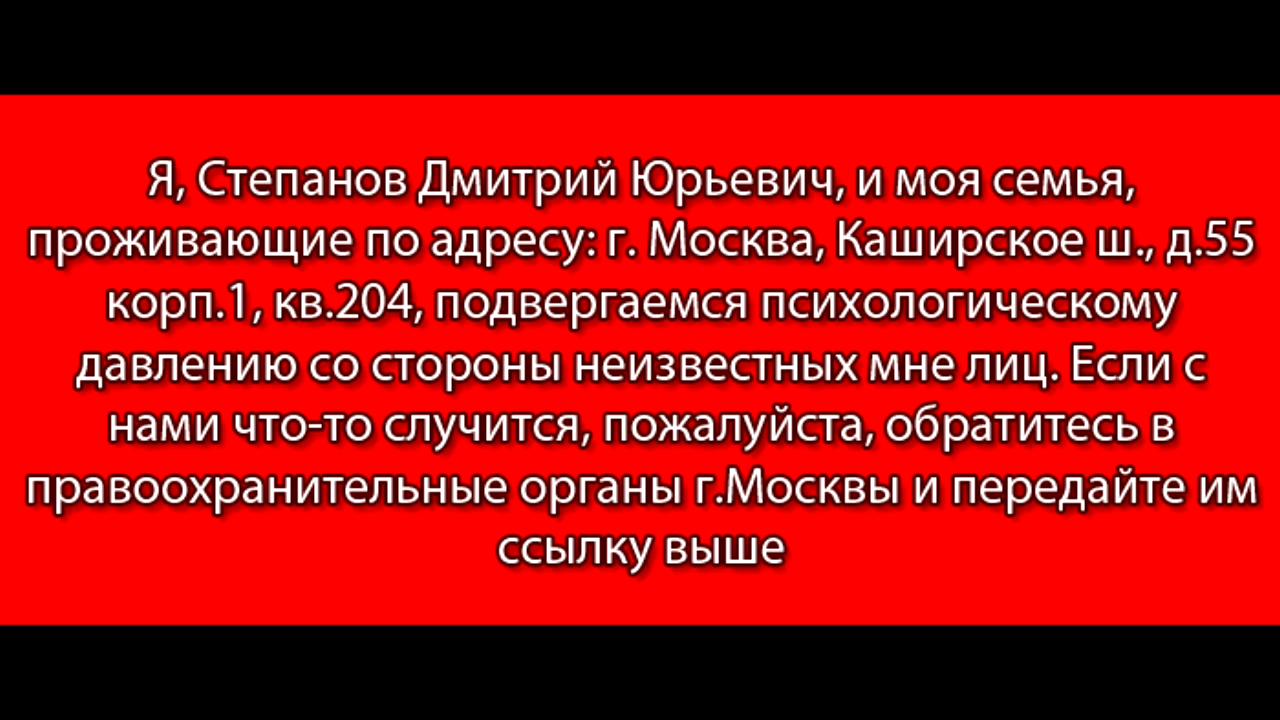 Я, Степанов Дмитрий Юрьевич, и моя семья,
проживающие по адресу: г. Москва, Каширское ш., д.55
корп.1, кв.204, подвергаемся психологическому
давлению со стороны неизвестных мне лиц. Если с
нами что-то случится, пожалуйста, обратитесь в
правоохранительные органы г.Москвы и передайте им
ссылку выше